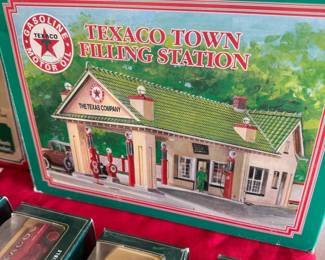 GASOLINE
TEXACO
MOTOR OIL
TEXACO TOWN
FILLING STATION
THE TEXAS COMPANY